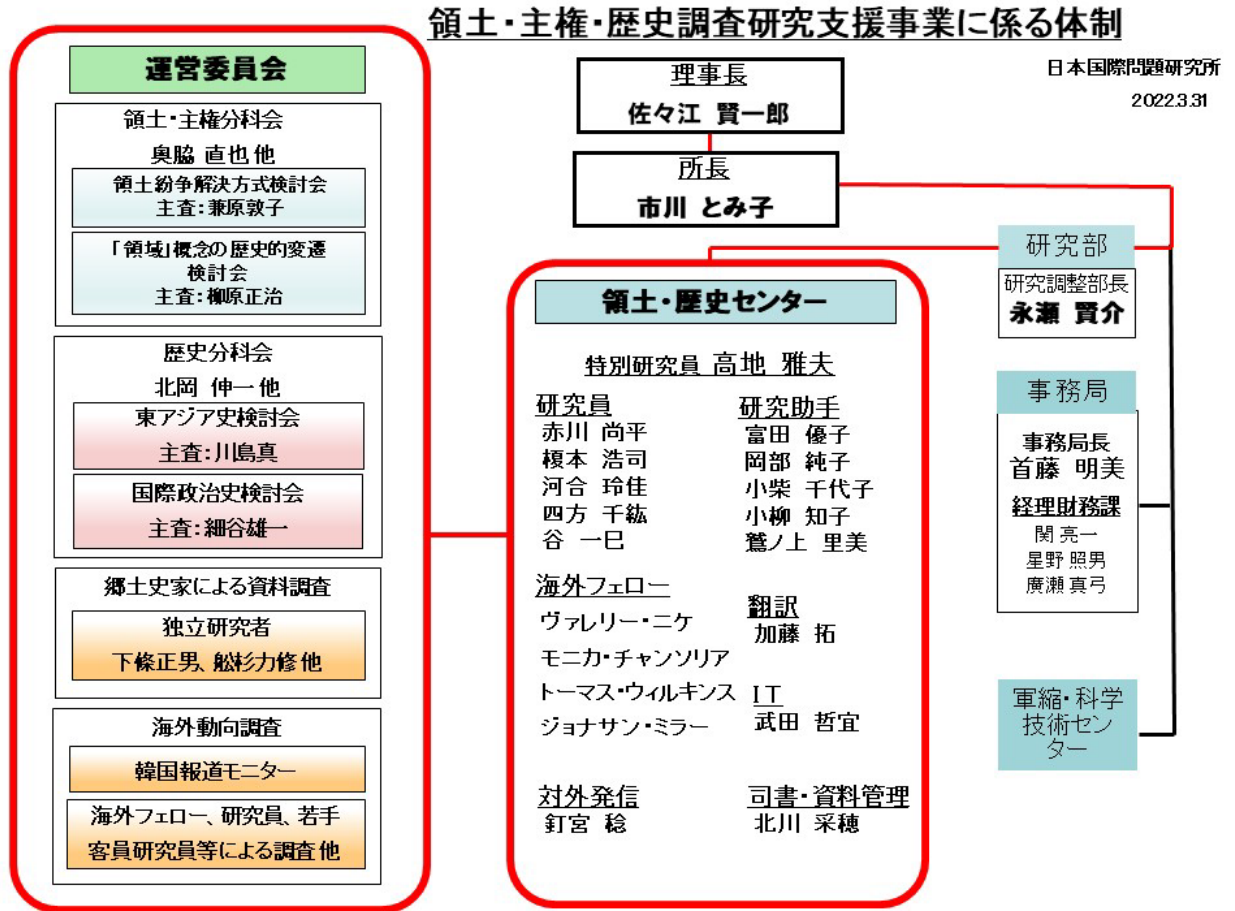 領土・主権・歴史調査研究支援事業に係る体制
日本国際問題研究所
2022.3.31
運営委員会
領土・主権分科会
奥脇 直也 他
領土紛争解決方式検討会
主査：兼原敦子
「領域」概念の歴史的変遷
検討会
主査：柳原正治
歴史分科会
北岡 伸一 他
東アジア史検討会
主査：川島真
国際政治史検討会
主査：細谷雄一
郷土史家による資料調査
独立研究者
下條正男、舩杉力修 他
海外動向調査
韓国報道モニター
海外フェロー、研究員、若手
客員研究員等による調査 他
理事長
佐々江 賢一郎
所長
市川 とみ子
領土・歴史センター
特別研究員 高地 雅夫
研究員
赤川 尚平
榎本 浩司
河合 玲佳
四方 千紘
谷 一巳
研究助手
富田 優子
岡部 純子
小柴 千代子
小柳 知子
鷲ノ上 里美
海外フェロー
ヴァレリー・ニケ
モニカ・チャンソリア
トーマス・ウィルキンス
ジョナサン・ミラー
翻訳
加藤 拓
IT
武田 哲宜
対外発信
釘宮 稔
司書・資料管理
北川 采穂
研究部
研究調整部長
永瀬 賢介
事務局
事務局長
首藤 明美
経理財務課
関 亮一
星野 照男
廣瀬 真弓
軍縮・科学
技術セン
ター